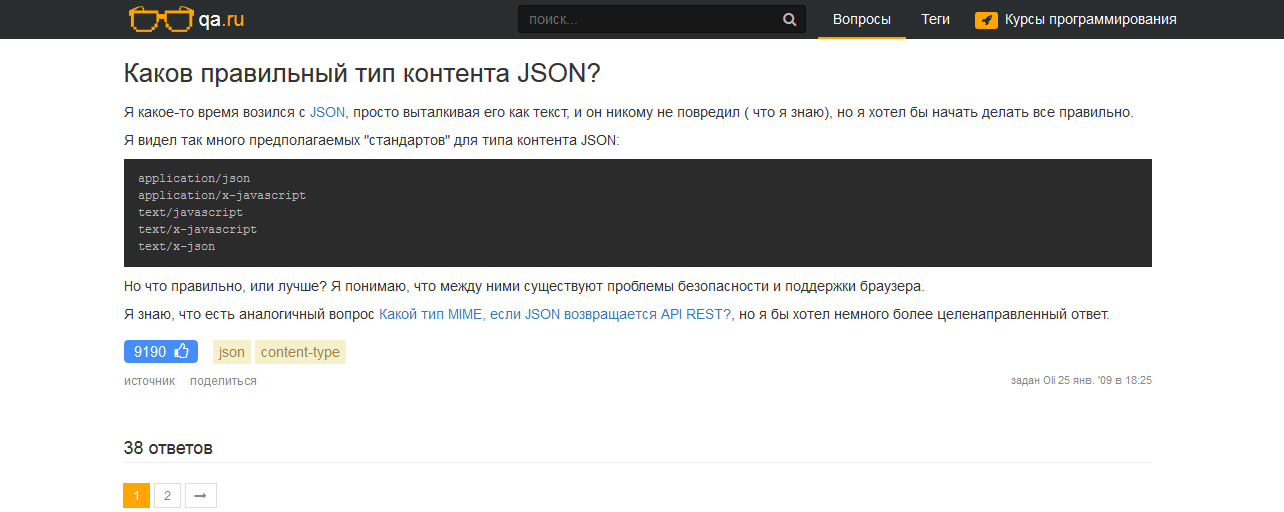 qa.ru
поиск...
Вопросы
Теги
Курсы программирования
Каков правильный тип контента JSON?
Я какое-то время возился с JSON, просто выталкивая его как текст, и он никому не повредил ( что я знаю), но я хотел бы начать делать все правильно.
Я видел так много предполагаемых "стандартов" для типа контента JSON:
application/json
application/x-javascript
text/javascript
text/x-javascript
text/x-json
Но что правильно, или лучше? Я понимаю, что между ними существуют проблемы безопасности и поддержки браузера.
Я знаю, что есть аналогичный вопрос Какой тип MIME, если JSON возвращается API REST?, но я бы хотел немного более целенаправленный ответ.
9190
json
content-type
источник
поделиться
задан Oli 25 янв. '09 в 18:25
38 ответов
1
2